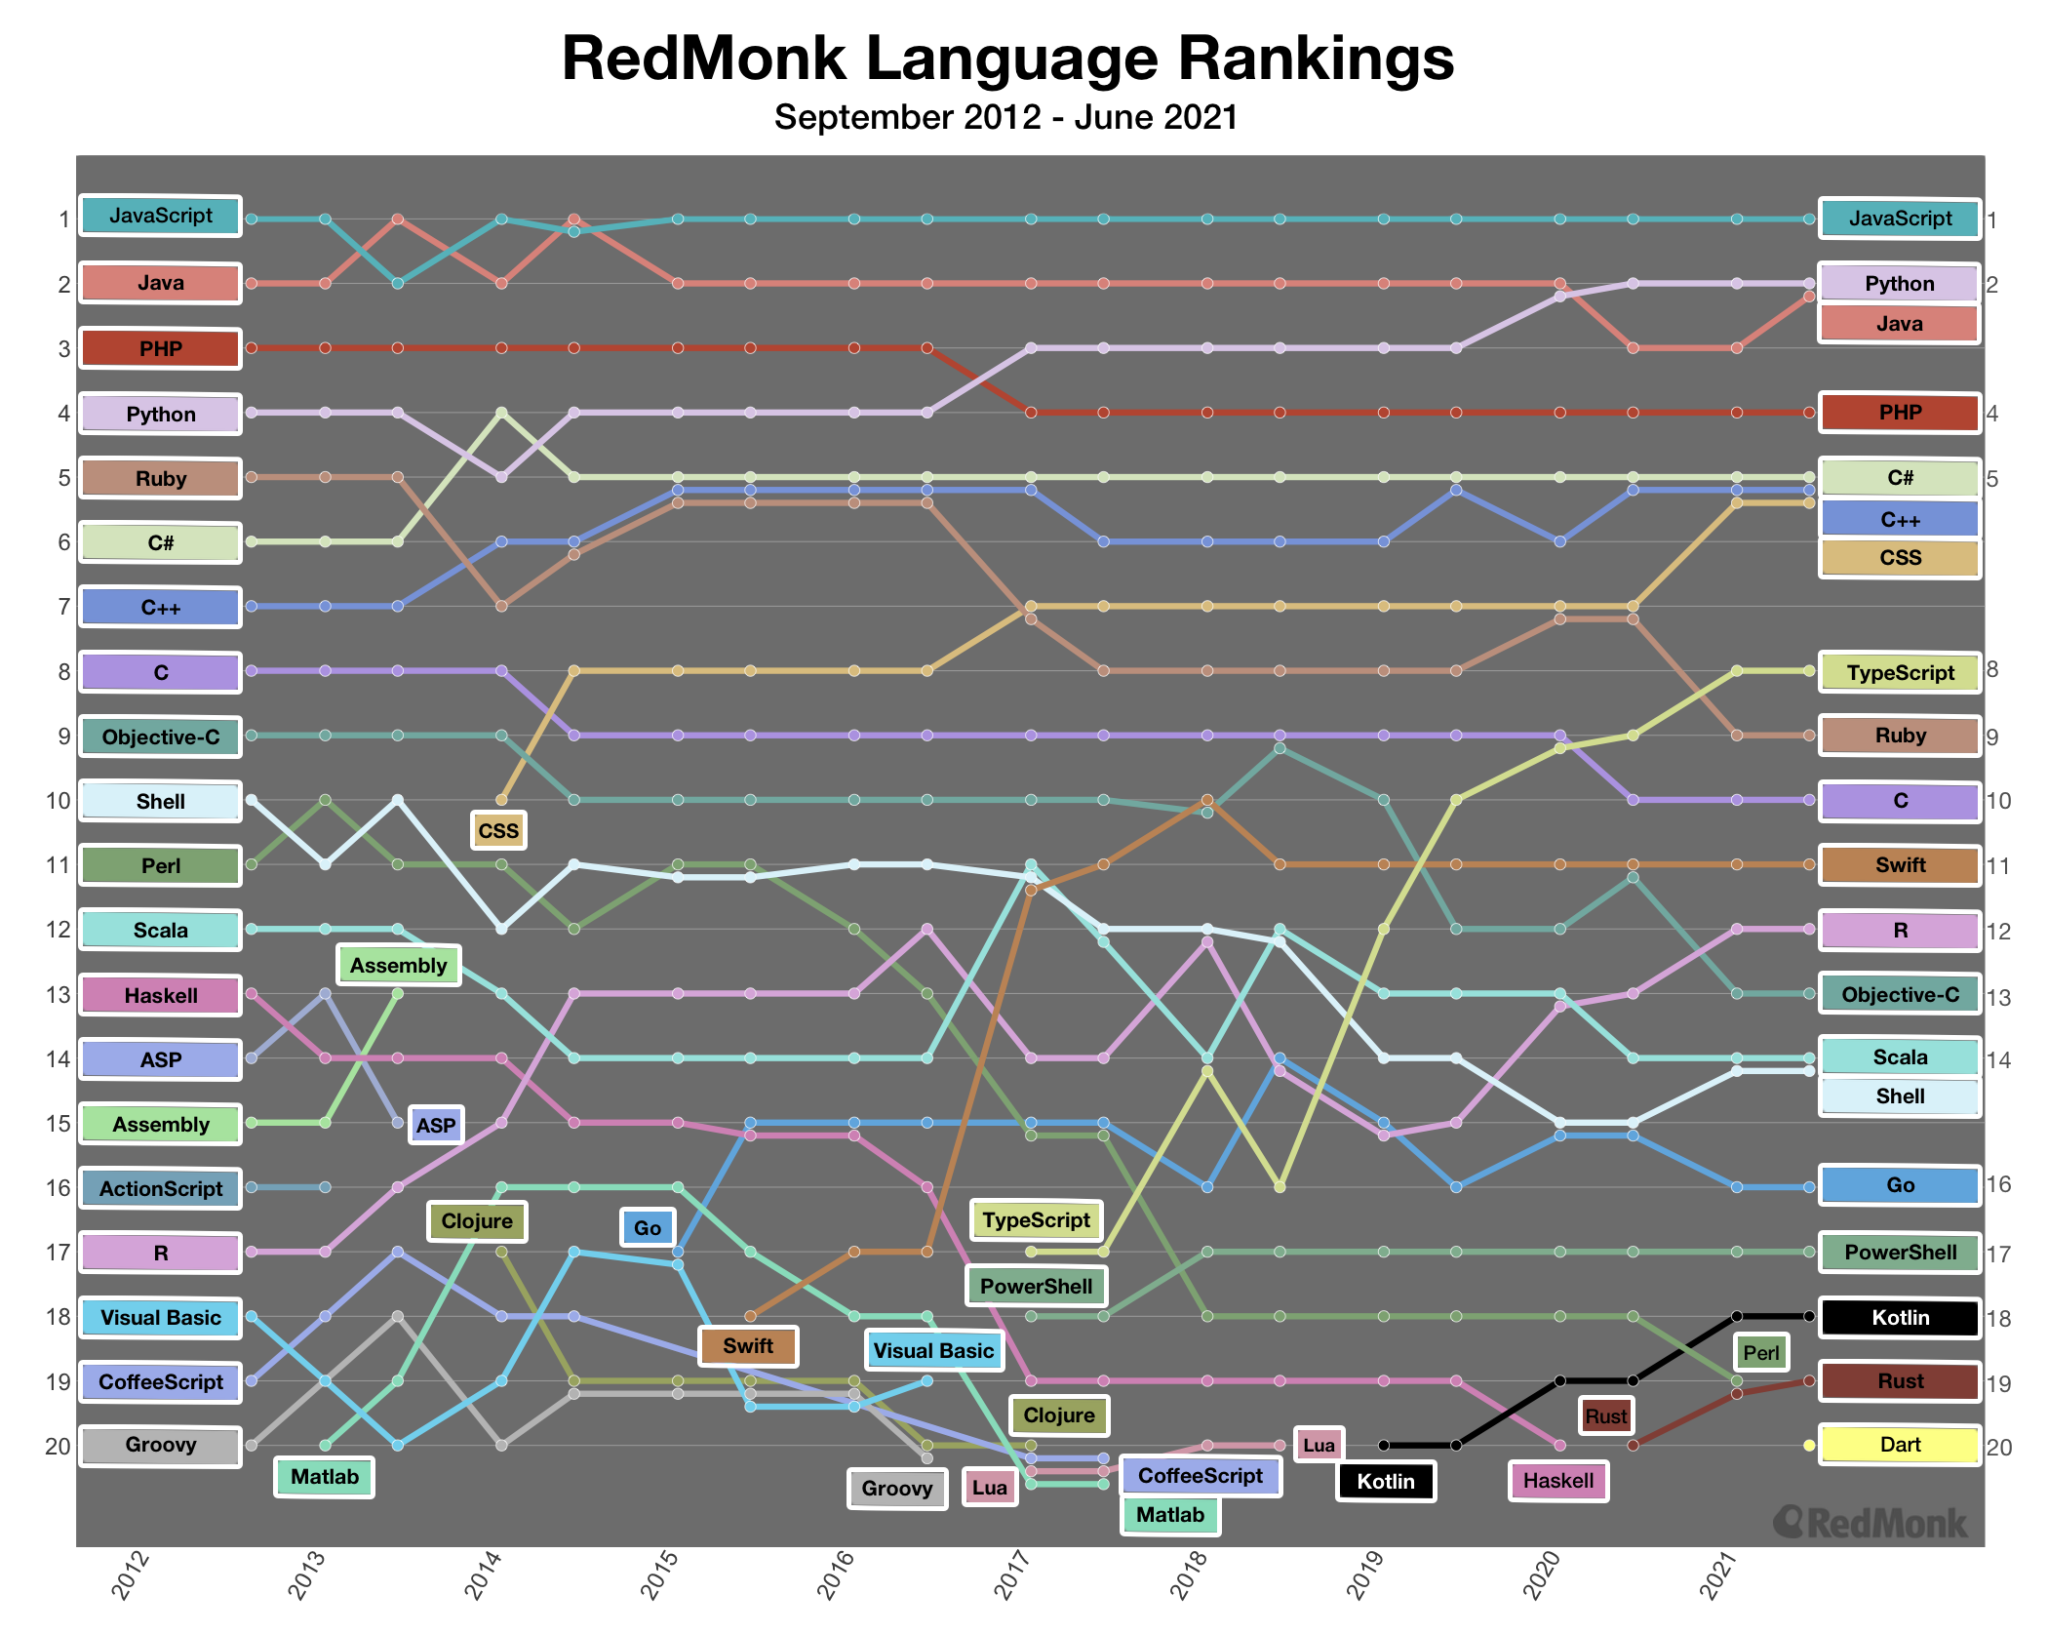 RedMonk Language Rankings
September 2012 - June 2021
1 JavaScript JavaScript 1
2 Java Python 2
Java
3 PHP
4 Python PHP 4
5 Ruby C# 5
C++
6 C#
CSS
7 C++
8 C TypeScript 8
9 Objective-C Ruby 9
10 Shell C 10
CSS
11 Perl Swift 11
12 Scala R 12
Assembly
13 Haskell Objective-C 13
14 ASP Scala 14
Shell
15 Assembly ASP
16 ActionScript Go 16
Clojure Go TypeScript
17 R PowerShell 17
PowerShell
18 Visual Basic Kotlin 18
Swift Visual Basic Perl
19 CoffeeScript Rust 19
Clojure Rust
20 Groovy Lua Dart 20
Matlab CoffeeScript Kotlin Haskell
Groovy Lua
Matlab
RedMonk
2012 2013 2014 2015 2016 2017 2018 2019 2020 2021